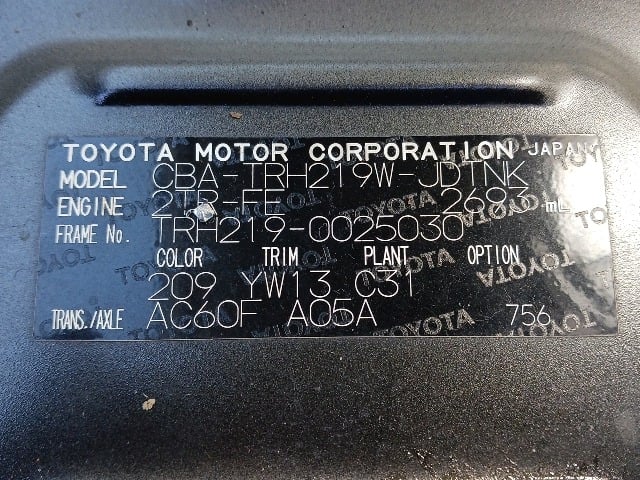 TOYOTA MOTOR CORPORATION JAPAN
MODEL CBA-TRH219W-JDTNK
ENGINE 2TR-FE 2693 mL
FRAME No. TRH219-0025030
COLOR TRIM PLANT OPTION
209 YW13 C31
TRANS./AXLE AC60F A05A 756